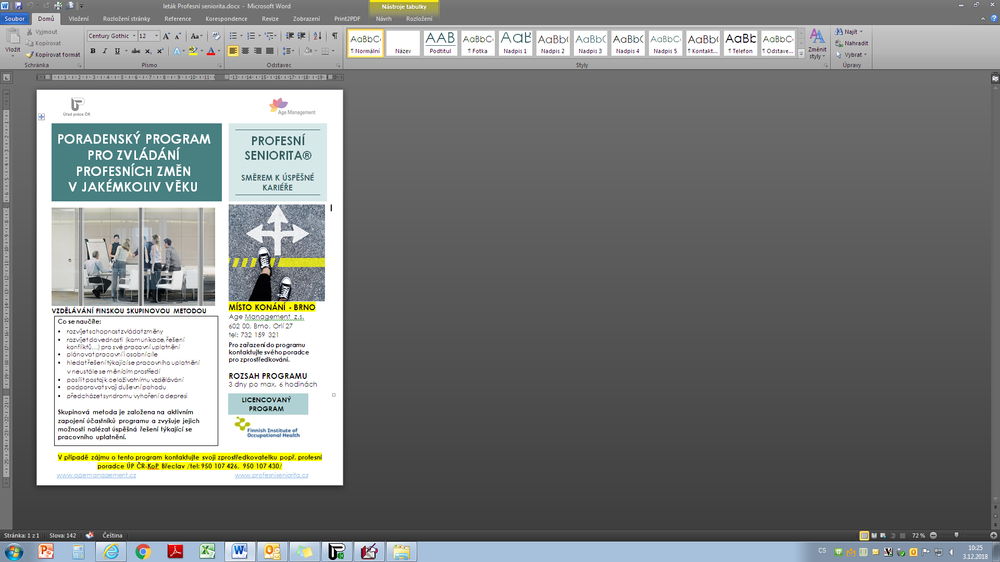 leták Profesní seniorita.docx - Microsoft Word
Nástroje tabulky
Soubor
Domů
Vložení
Rozložení stránky
Reference
Korespondence
Revize
Zobrazení
Print2PDF
Návrh
Rozložení
Vložit
Vyjmout
Kopírovat
Kopírovat formát
Schránka
Century Gothic
12
Písmo
Odstavec
¶ Normální
Název
Podtitul
¶ Fotka
Nadpis 1
Nadpis 2
Nadpis 3
Nadpis 4
Nadpis 5
¶ Kontakt...
¶ Telefon
¶ Odstave...
Styly
Změnit
styly
Najít
Nahradit
Vybrat
Úpravy
Úřad práce ČR
Age Management
PORADENSKÝ PROGRAM
PRO ZVLÁDÁNÍ
PROFESNÍCH ZMĚN
V JAKÉMKOLIV VĚKU
PROFESNÍ
SENIORITA®
SMĚREM K ÚSPĚŠNÉ
KARIÉŘE
VZDĚLÁVÁNÍ FINSKOU SKUPINOVOU METODOU
Co se naučíte:
• rozvíjet schopnost zvládat změny
• rozvíjet dovednosti (komunikace, řešení
konfliktů...) pro své pracovní uplatnění
• plánovat pracovní i osobní cíle
• hledat řešení týkající se pracovního uplatnění
v neustále se měnícím prostředí
• posílit postoj k celoživotnímu vzdělávání
• podporovat svoji duševní pohodu
• předcházet syndromu vyhoření a depresi
Skupinová metoda je založena na aktivním
zapojení účastníků programu a zvyšuje jejich
možnosti nalézat úspěšná řešení týkající se
pracovního uplatnění.
MÍSTO KONÁNÍ - BRNO
Age Management z.s.
602 00, Brno, Orlí 27
tel: 732 159 321
Pro zařazení do programu
kontaktujte svého poradce
pro zprostředkování.
ROZSAH PROGRAMU
3 dny po max. 6 hodinách
LICENCOVANÝ
PROGRAM
Finnish Institute of
Occupational Health
V případě zájmu o tento program kontaktujte svoji zprostředkovatelku popř. profesní
poradce ÚP ČR-KoP Břeclav /tel: 950 107 426, 950 107 430/
www.agemanagement.cz
www.profesniseniorita.cz
Stránka: 1 z 1
Slova: 142
Čeština
72 %
CS
10:25
3.12.2018